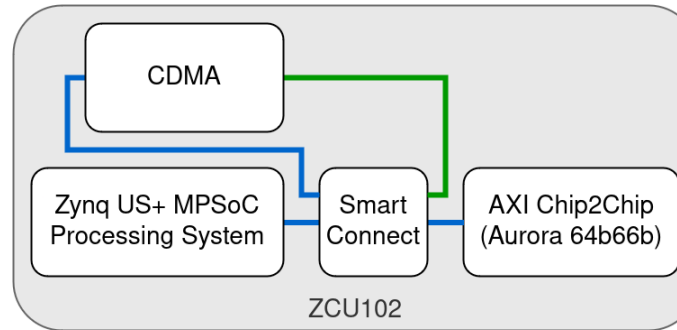 CDMA
Zynq US+ MPSoC
Processing System
Smart
Connect
AXI Chip2Chip
(Aurora 64b66b)
ZCU102